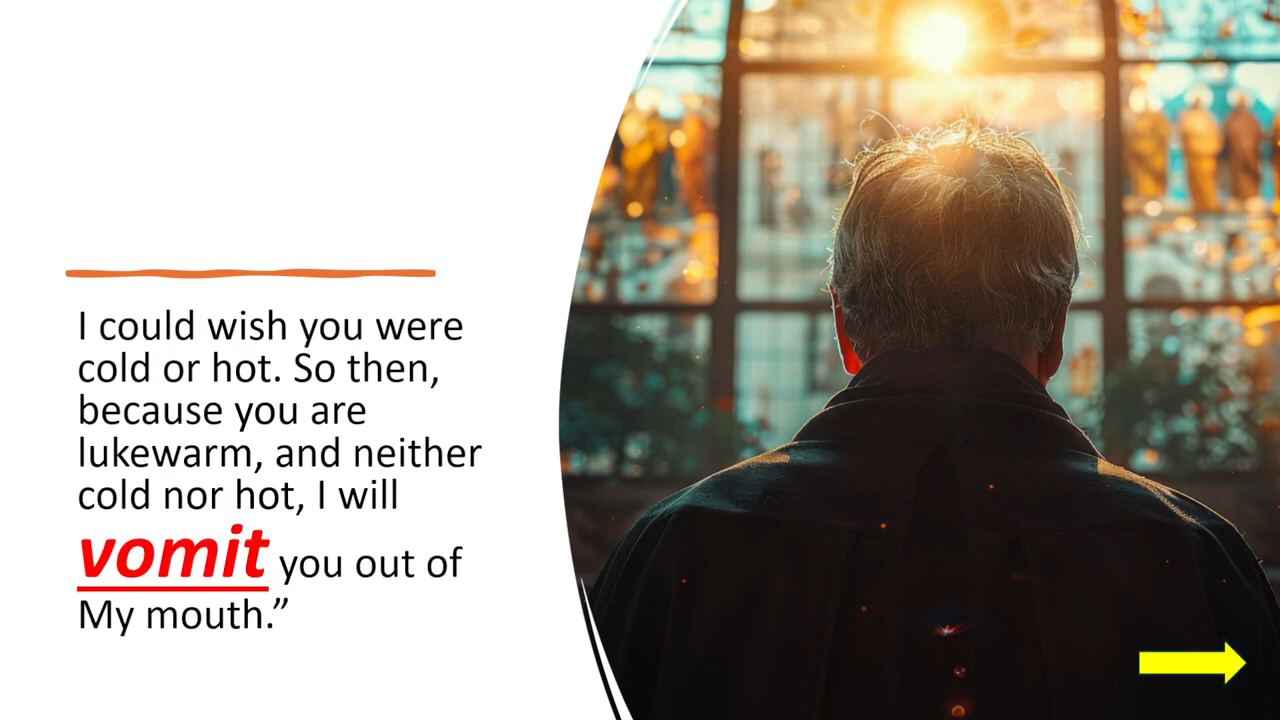 I could wish you were
cold or hot. So then,
because you are
lukewarm, and neither
cold nor hot, I will
vomit you out of
My mouth.”